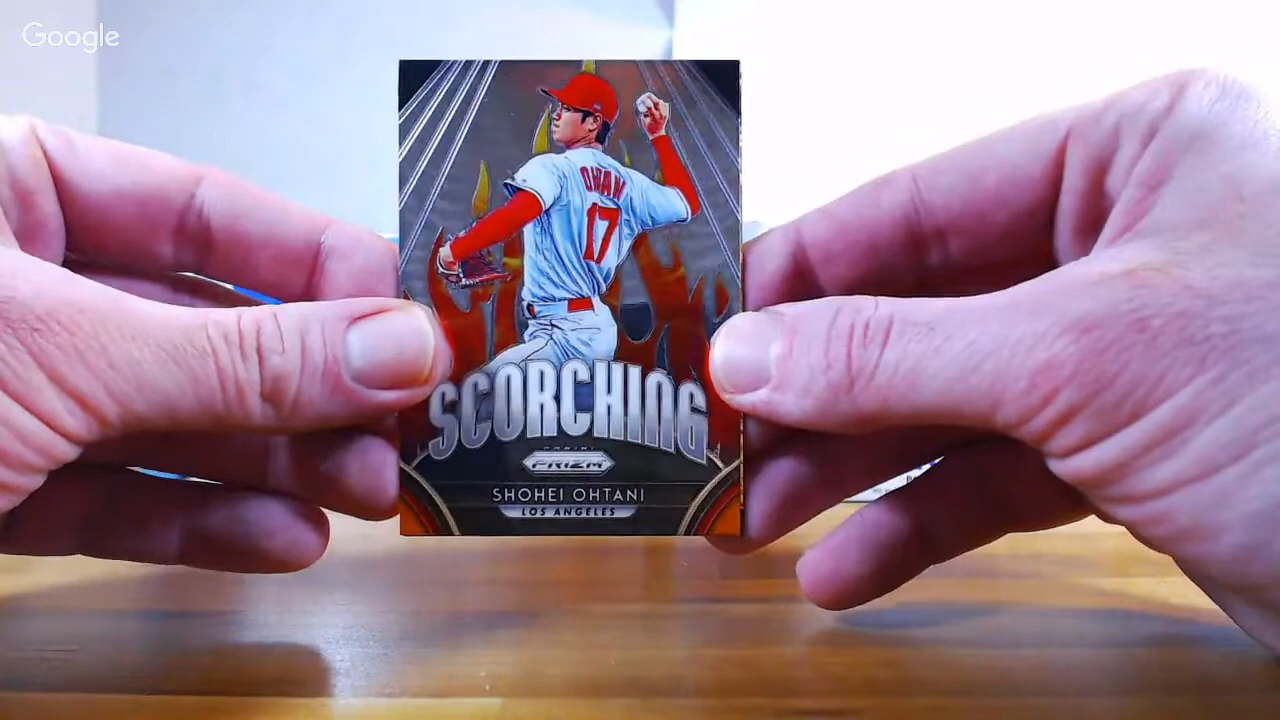 Google
OHTANI
17
SCORCHING
PANINI
PRIZM
SHOHEI OHTANI
LOS ANGELES